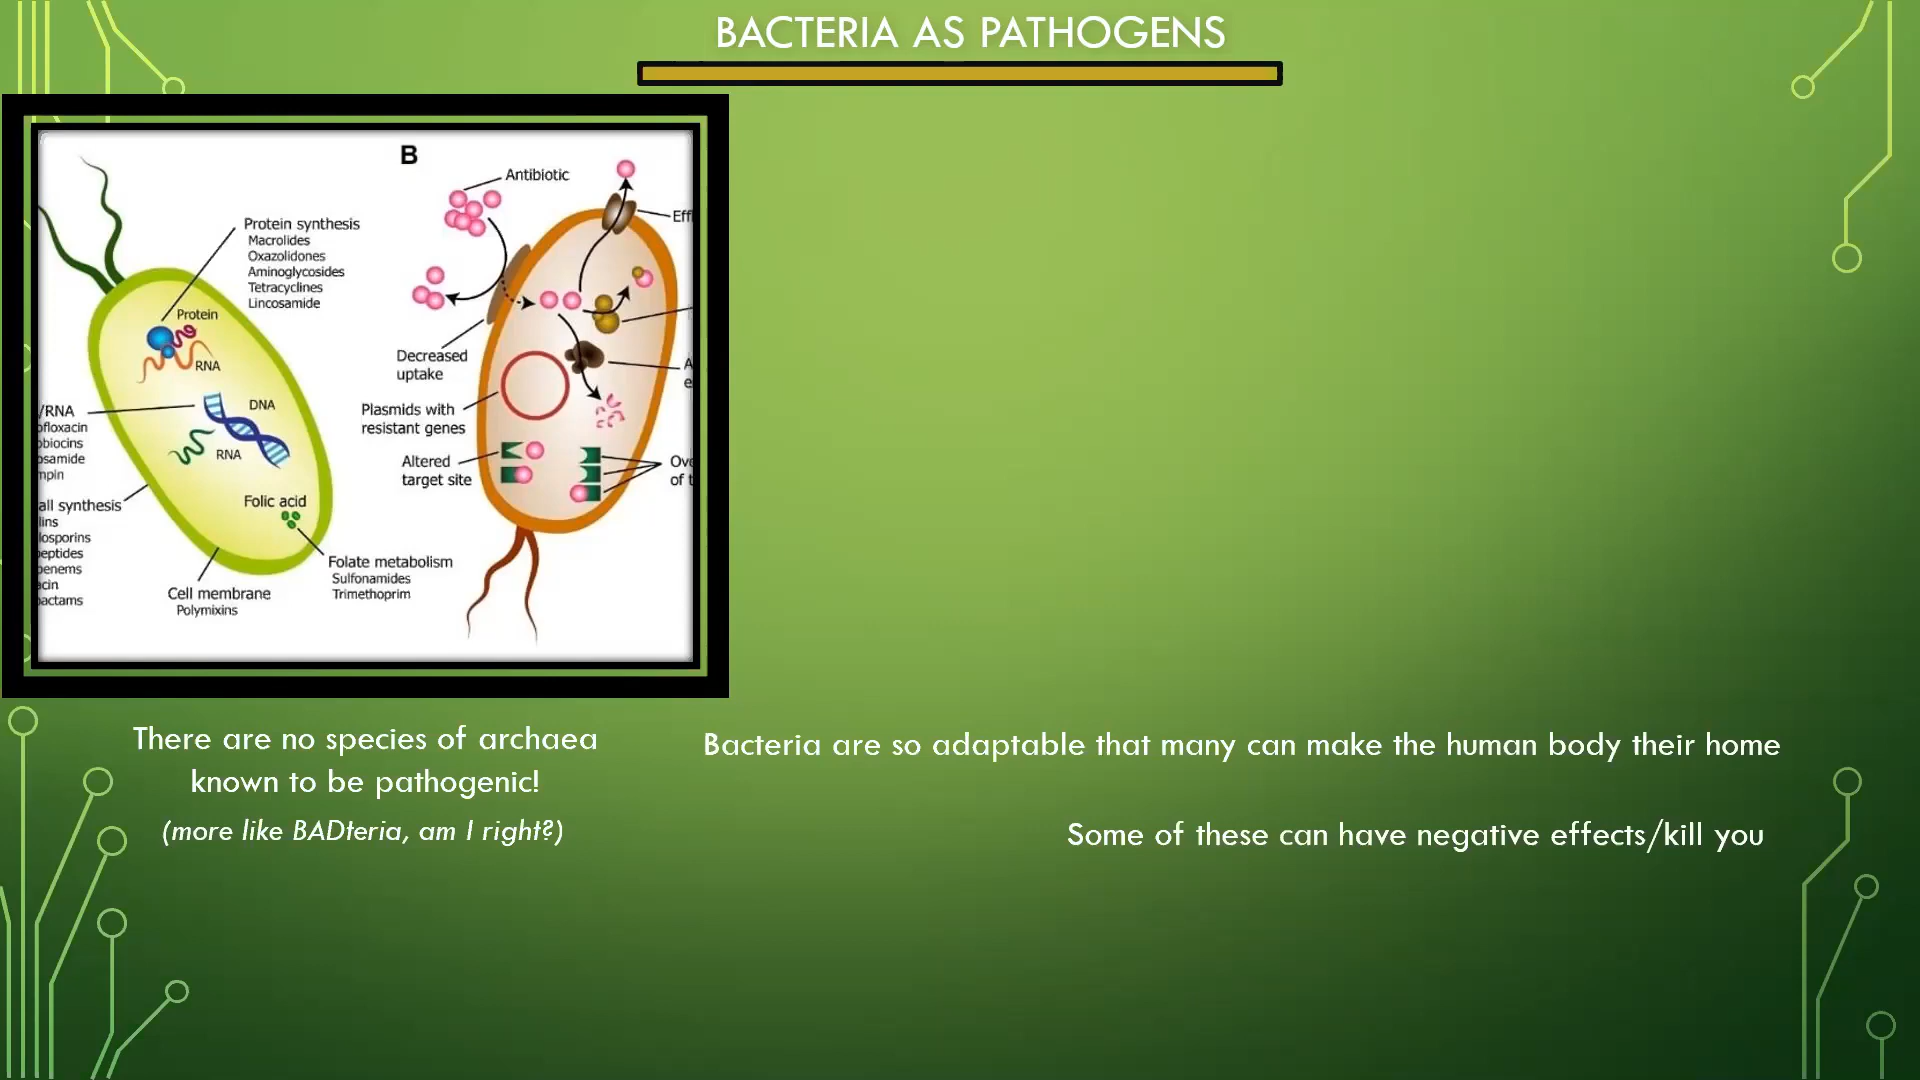 BACTERIA AS PATHOGENS
B
Antibiotic
Protein synthesis
Macrolides
Oxazolidones
Aminoglycosides
Tetracyclines
Lincosamide
Protein
RNA
DNA
RNA
/RNA
Folic acid
Folate metabolism
Sulfonamides
Trimethoprim
Cell membrane
Polymixins
all synthesis
Decreased
uptake
Plasmids with
resistant genes
Altered
target site
There are no species of archaea
known to be pathogenic!
(more like BADteria, am I right?)
Bacteria are so adaptable that many can make the human body their home
Some of these can have negative effects/kill you